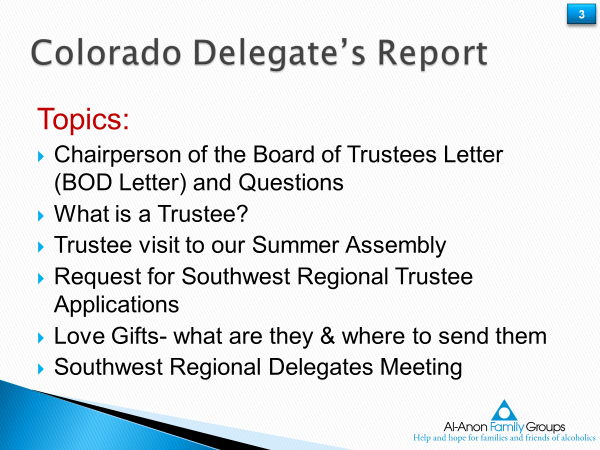 3
Colorado Delegate's Report
Topics:
Chairperson of the Board of Trustees Letter
(BOD Letter) and Questions
What is a Trustee?
Trustee visit to our Summer Assembly
Request for Southwest Regional Trustee
Applications
Love Gifts- what are they & where to send them
Southwest Regional Delegates Meeting
Al-Anon Family Groups
Help and hope for families and friends of alcoholics